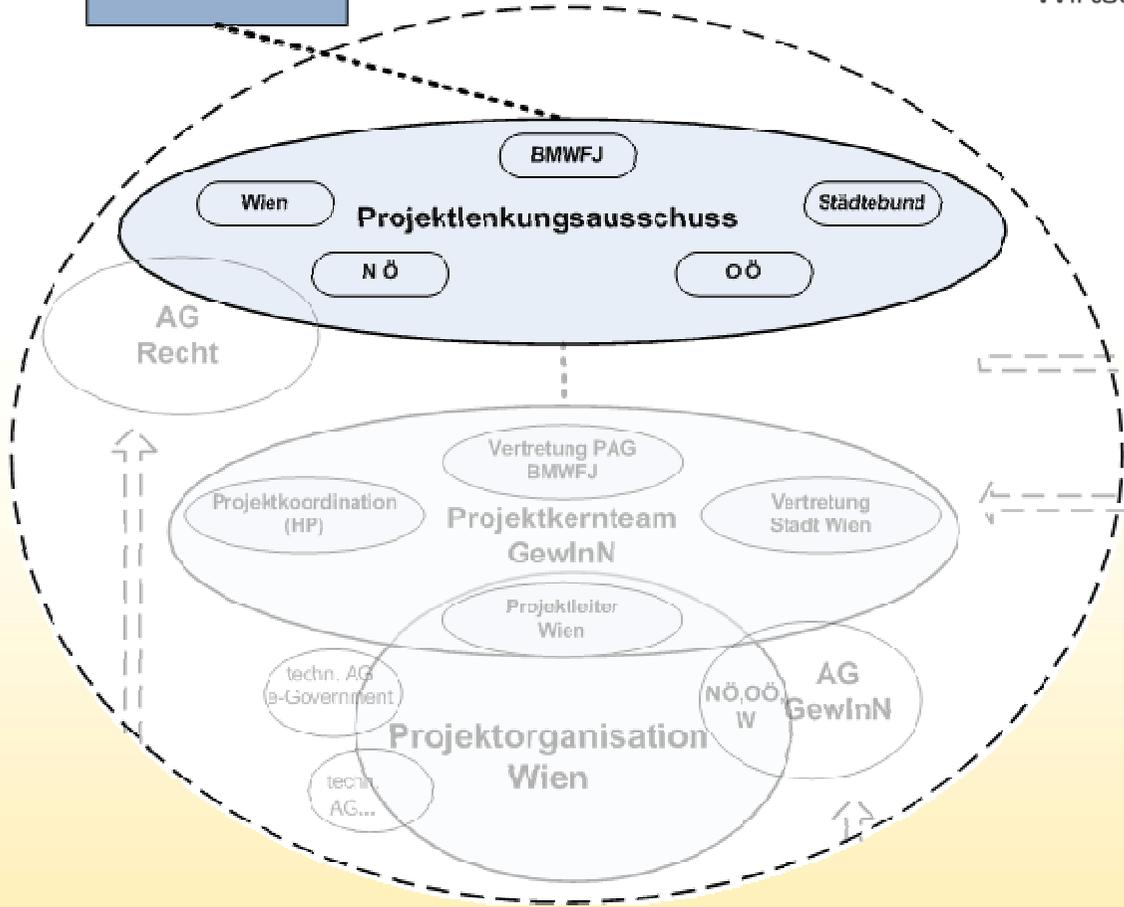 BMWFJ
Wien
Städtebund
Projektlenkungsausschuss
N Ö
O Ö
AG
Recht
Vertretung PAG
BMWFJ
Projektkoordination
(HP)
Vertretung
Stadt Wien
Projektkernteam
GewInN
Projektleiter
Wien
techn. AG
e-Government
NÖ,OÖ,
W
AG
GewInN
Projektorganisation
Wien
techn.
AG...